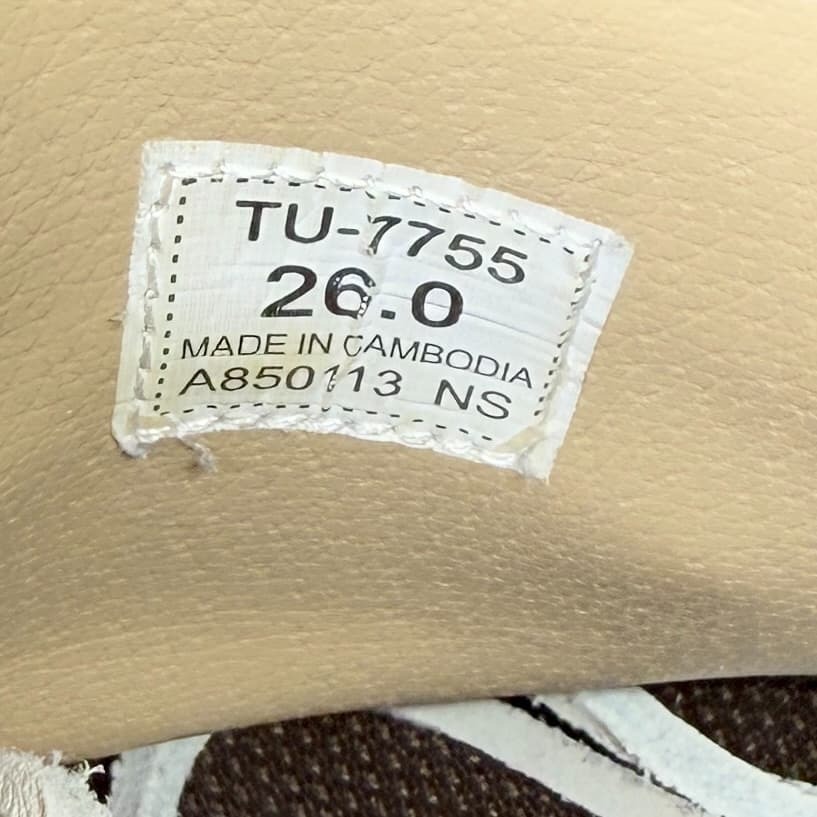 TU-7755
26.0
MADE IN CAMBODIA
A850113 NS